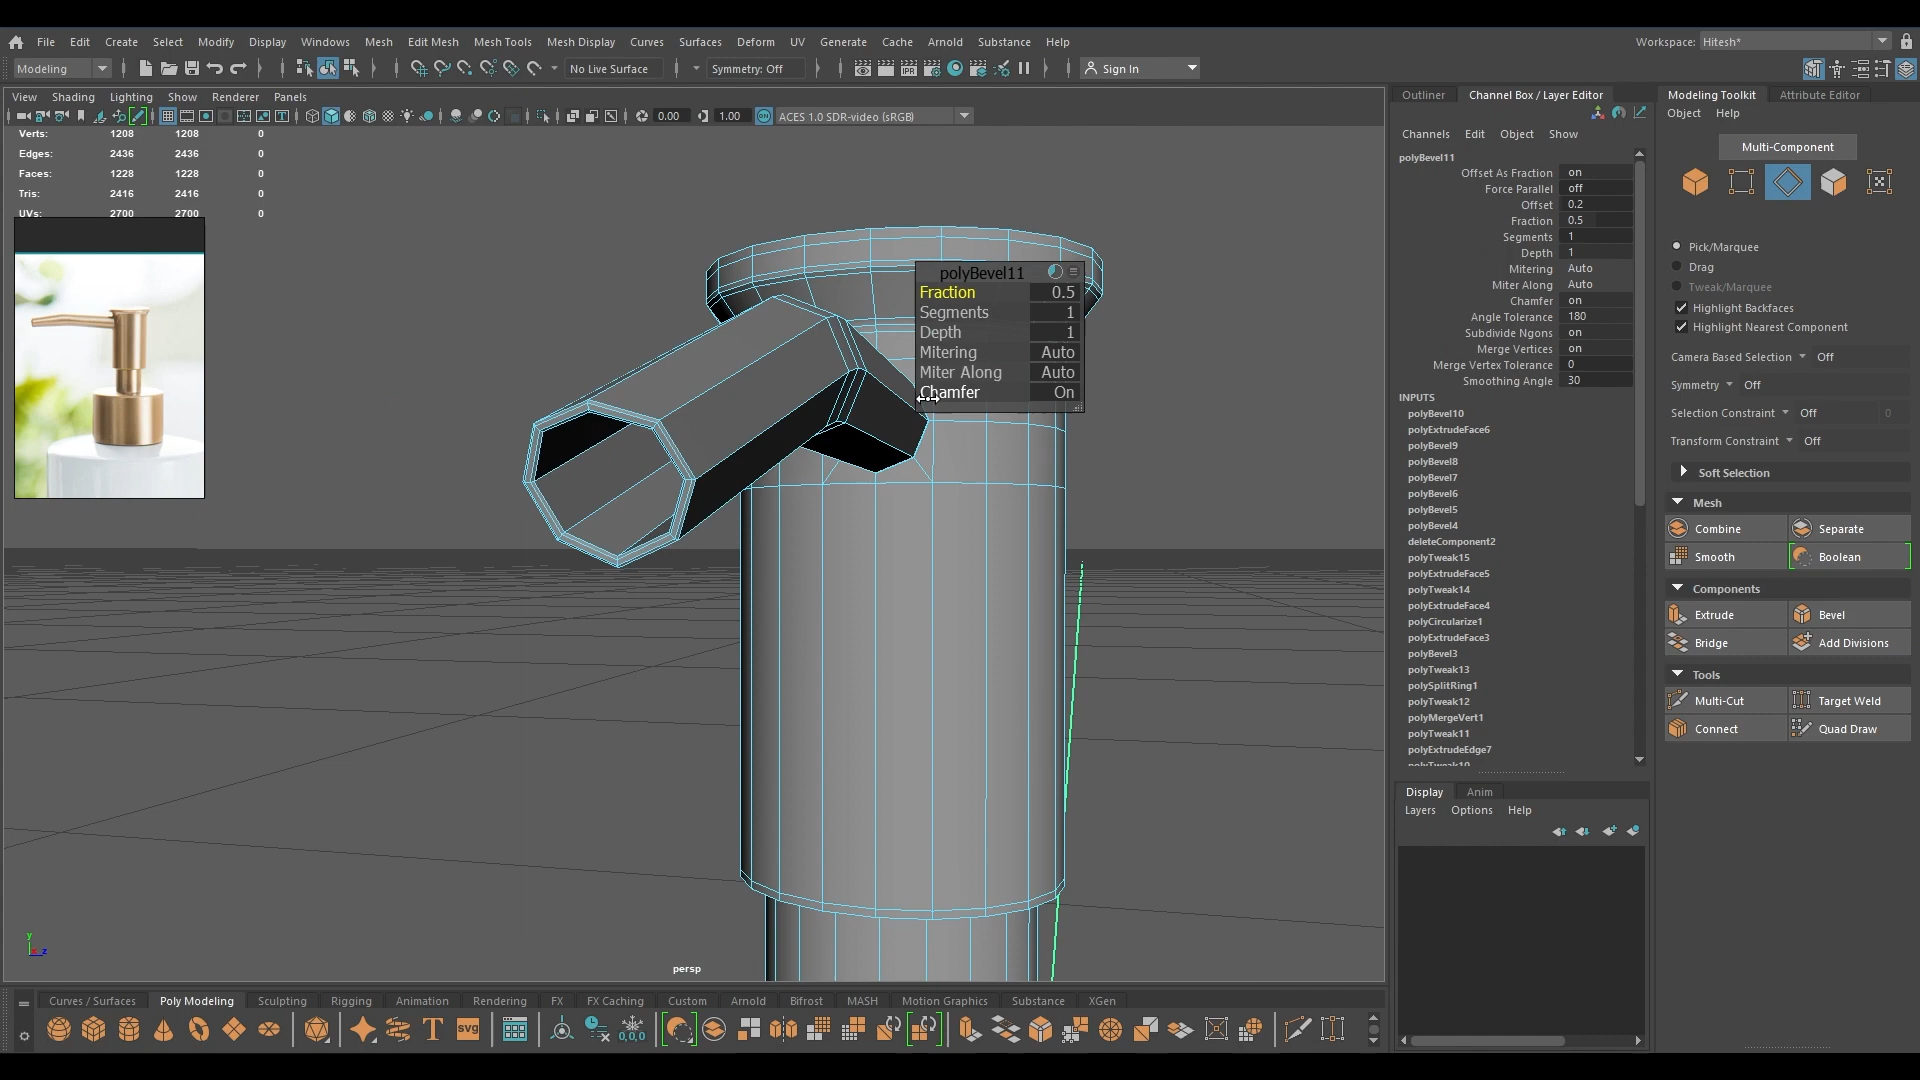 File Edit Create Select Modify Display Windows Mesh Edit Mesh Mesh Tools Mesh Display Curves Surfaces Deform UV Generate Cache Arnold Substance Help Workspace: Hitesh*
Modeling No Live Surface Symmetry: Off Sign In
View Shading Lighting Show Renderer Panels
0.00 1.00 ACES 1.0 SDR-video (sRGB)
Verts: 1208 1208 0
Edges: 2436 2436 0
Faces: 1228 1228 0
Tris: 2416 2416 0
UVs: 2700 2700 0
polyBevel11
Fraction 0.5
Segments 1
Depth 1
Mitering Auto
Miter Along Auto
Chamfer On
persp
y
z
Outliner Channel Box / Layer Editor
Channels Edit Object Show
polyBevel11
Offset As Fraction on
Force Parallel off
Offset 0.2
Fraction 0.5
Segments 1
Depth 1
Mitering Auto
Miter Along Auto
Chamfer on
Angle Tolerance 180
Subdivide Ngons on
Merge Vertices on
Merge Vertex Tolerance 0
Smoothing Angle 30
INPUTS
polyBevel10
polyExtrudeFace6
polyBevel9
polyBevel8
polyBevel7
polyBevel6
polyBevel5
polyBevel4
deleteComponent2
polyTweak15
polyExtrudeFace5
polyTweak14
polyExtrudeFace4
polyCircularize1
polyExtrudeFace3
polyBevel3
polyTweak13
polySplitRing1
polyTweak12
polyMergeVert1
polyTweak11
polyExtrudeEdge7
polyTweak10
Display Anim
Layers Options Help
Modeling Toolkit Attribute Editor
Object Help
Multi-Component
Pick/Marquee
Drag
Tweak/Marquee
Highlight Backfaces
Highlight Nearest Component
Camera Based Selection Off
Symmetry Off
Selection Constraint Off 0
Transform Constraint Off
Soft Selection
Mesh
Combine Separate
Smooth Boolean
Components
Extrude Bevel
Bridge Add Divisions
Tools
Multi-Cut Target Weld
Connect Quad Draw
Curves / Surfaces Poly Modeling Sculpting Rigging Animation Rendering FX FX Caching Custom Arnold Bifrost MASH Motion Graphics Substance XGen
T svg 0,0,0